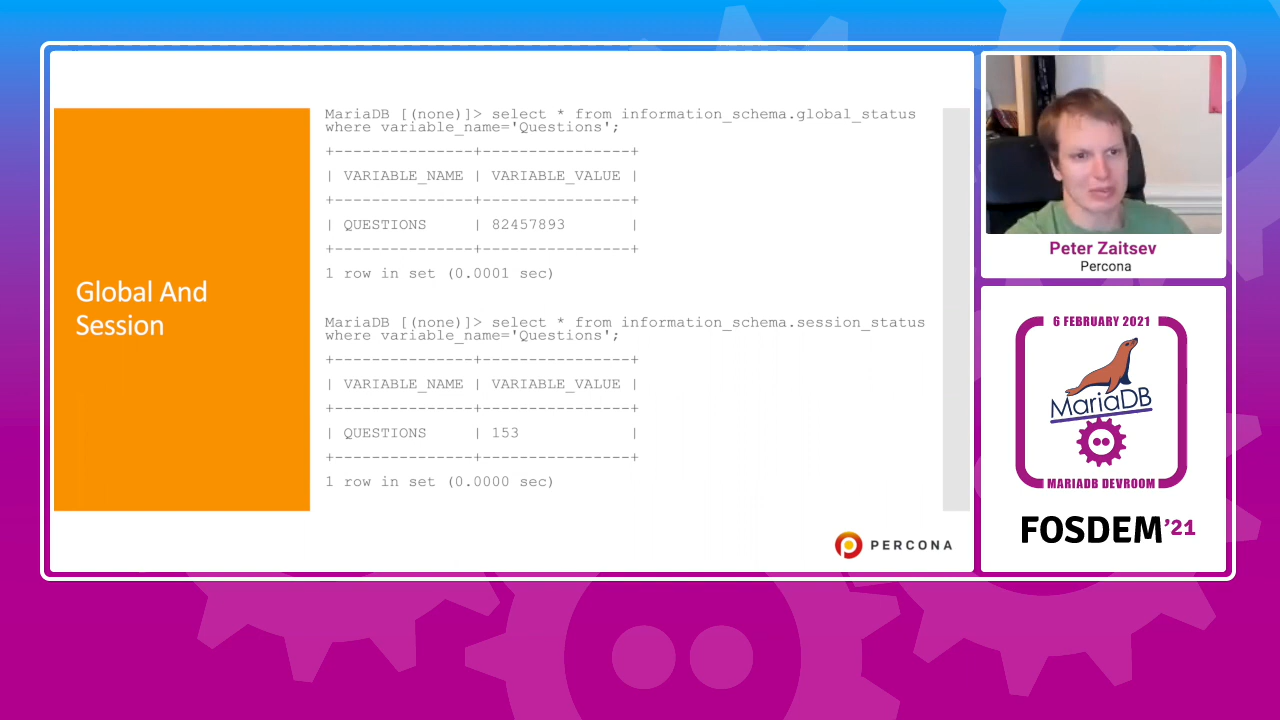 Global And
Session
MariaDB [(none)]> select * from information_schema.global_status
where variable_name='Questions';
+---------------+----------------+
| VARIABLE_NAME | VARIABLE_VALUE |
+---------------+----------------+
| QUESTIONS     | 82457893       |
+---------------+----------------+
1 row in set (0.0001 sec)
MariaDB [(none)]> select * from information_schema.session_status
where variable_name='Questions';
+---------------+----------------+
| VARIABLE_NAME | VARIABLE_VALUE |
+---------------+----------------+
| QUESTIONS     | 153            |
+---------------+----------------+
1 row in set (0.0000 sec)
PERCONA
Peter Zaitsev
Percona
6 FEBRUARY 2021
MariaDB
MARIADB DEVROOM
FOSDEM'21